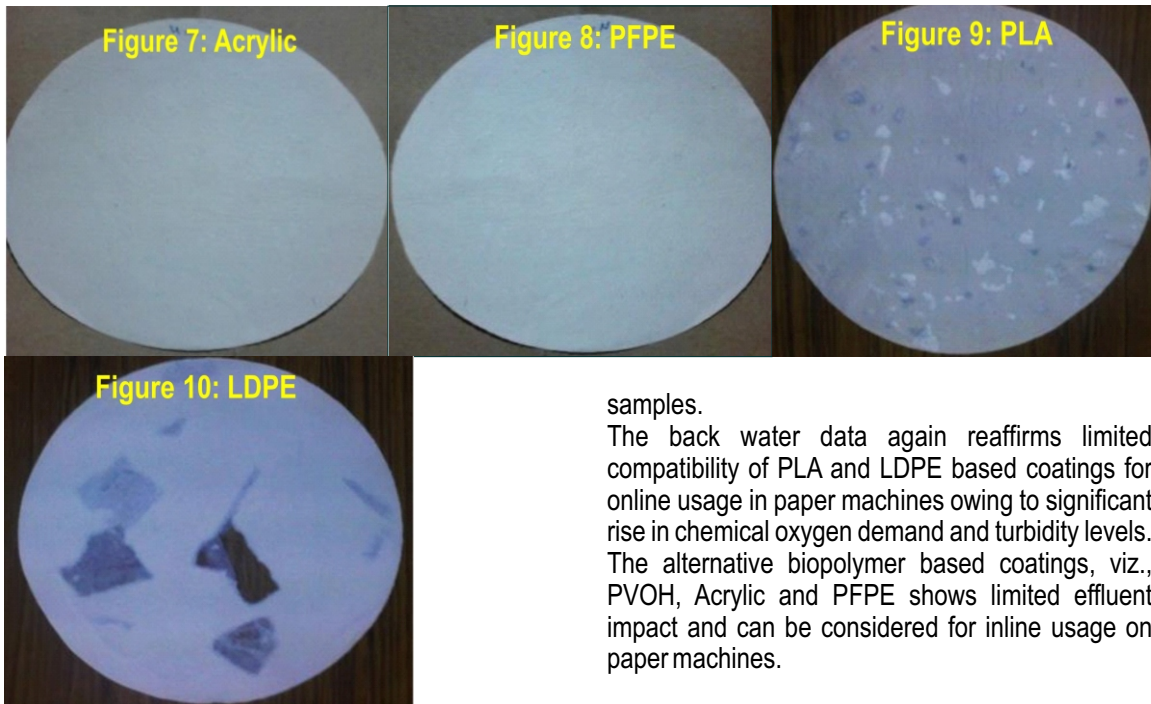 Figure 7: Acrylic
Figure 8: PFPE
Figure 9: PLA
Figure 10: LDPE
samples.
The back water data again reaffirms limited
compatibility of PLA and LDPE based coatings for
online usage in paper machines owing to significant
rise in chemical oxygen demand and turbidity levels.
The alternative biopolymer based coatings, viz.,
PVOH, Acrylic and PFPE shows limited effluent
impact and can be considered for inline usage on
paper machines.